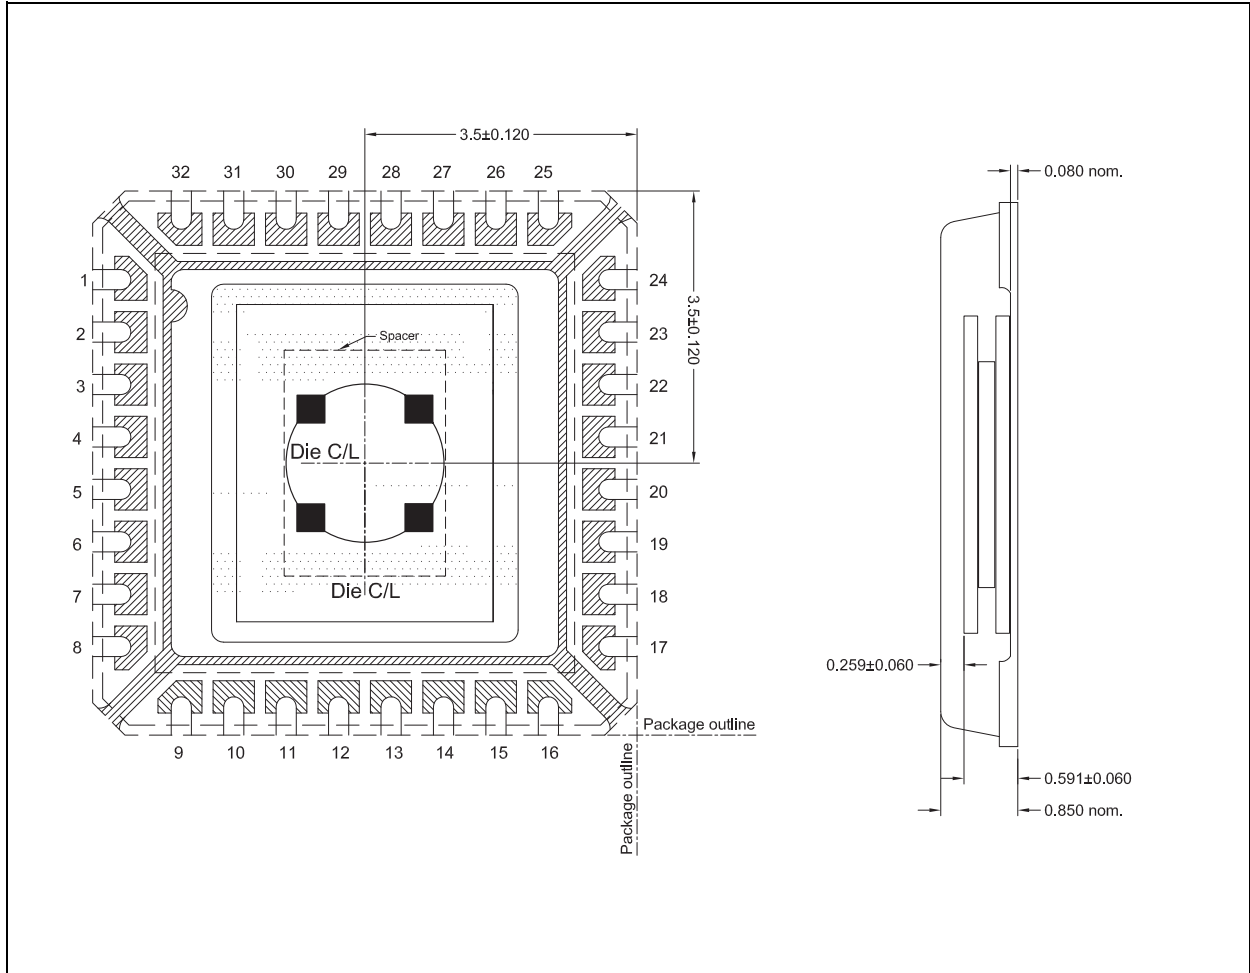 3.5±0.120
32 31 30 29 28 27 26 25
0.080 nom.
1
24
3.5±0.120
2
23
Spacer
3
22
4
21
Die C/L
5
20
6
19
7
18
Die C/L
8
17
0.259±0.060
Package outline
9 10 11 12 13 14 15 16
Package outline
0.591±0.060
0.850 nom.